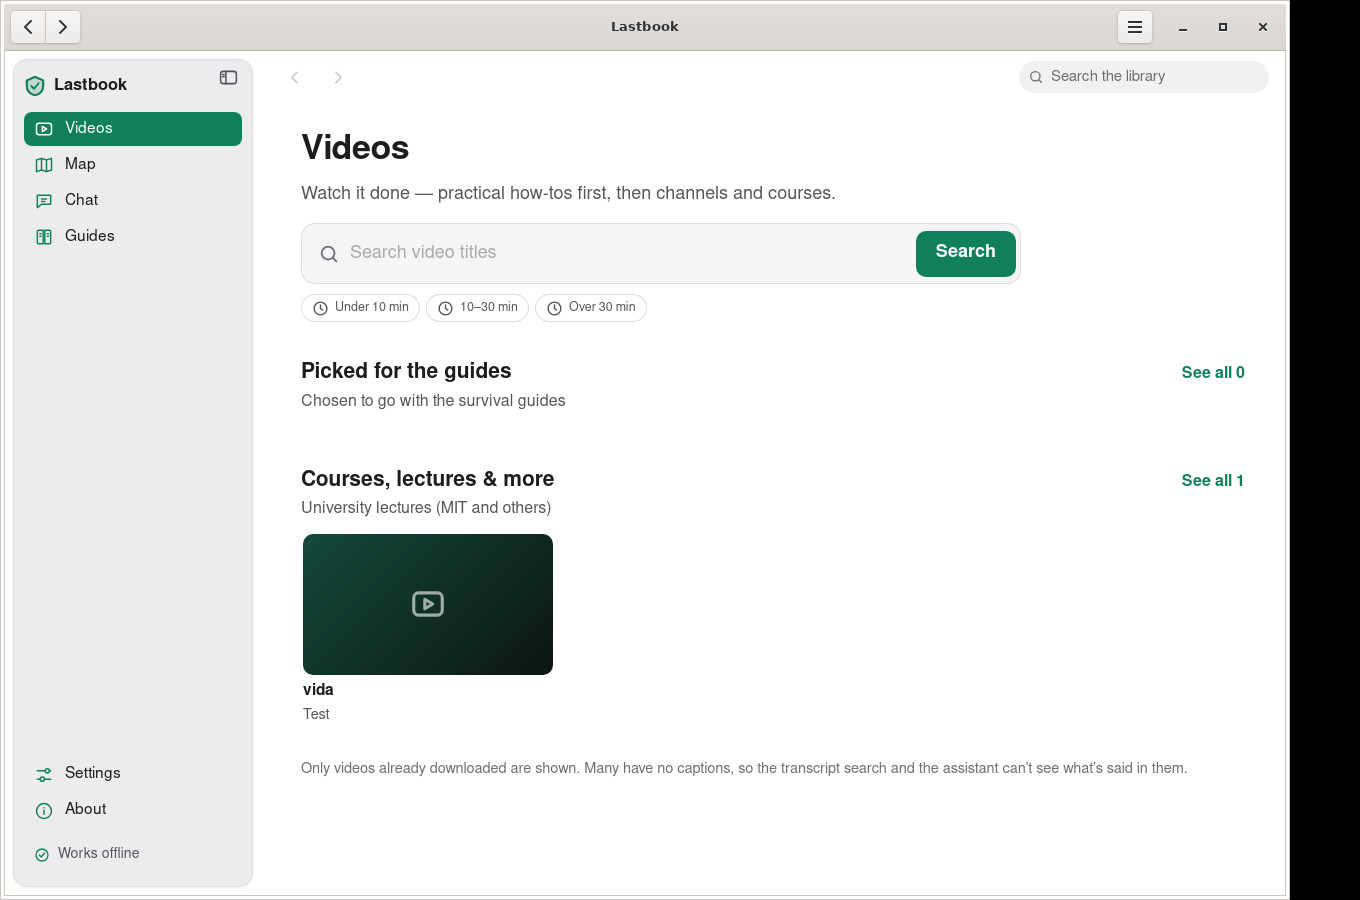 Lastbook
Lastbook
Search the library
Videos
Map
Chat
Guides
Videos
Watch it done — practical how-tos first, then channels and courses.
Search video titles
Search
Under 10 min
10–30 min
Over 30 min
Picked for the guides
See all 0
Chosen to go with the survival guides
Courses, lectures & more
See all 1
University lectures (MIT and others)
vida
Test
Only videos already downloaded are shown. Many have no captions, so the transcript search and the assistant can’t see what’s said in them.
Settings
About
Works offline